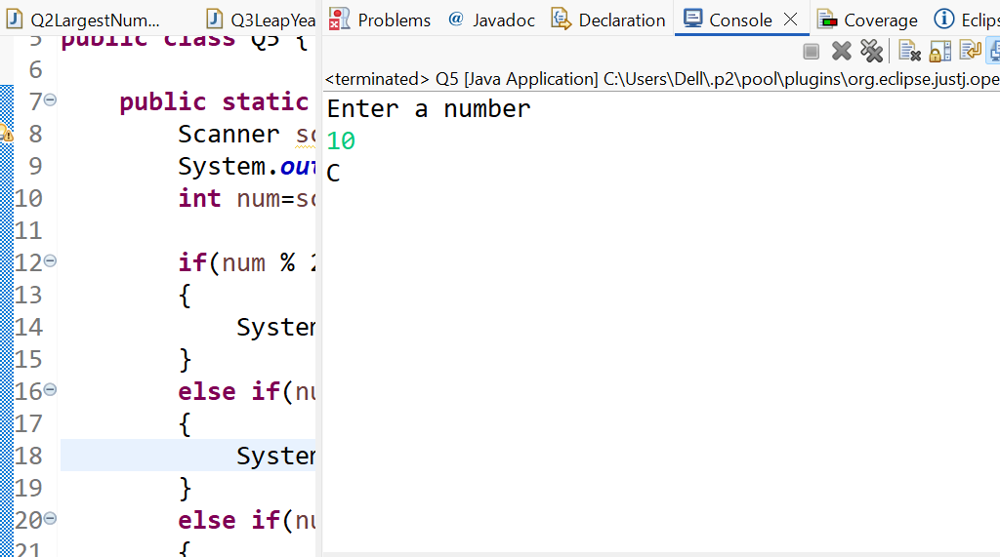 Q2LargestNum... Q3LeapYea Problems @ Javadoc Declaration Console Coverage Eclips
<terminated> Q5 [Java Application] C:\Users\Dell\.p2\pool\plugins\org.eclipse.justj.ope
5 public class Q5 {
6
7 public static
8 Scanner sc
9 System.out
10 int num=sc
11
12 if(num % 2
13 {
14 System
15 }
16 else if(nu
17 {
18 System
19 }
20 else if(nu
21 {
Enter a number
10
C